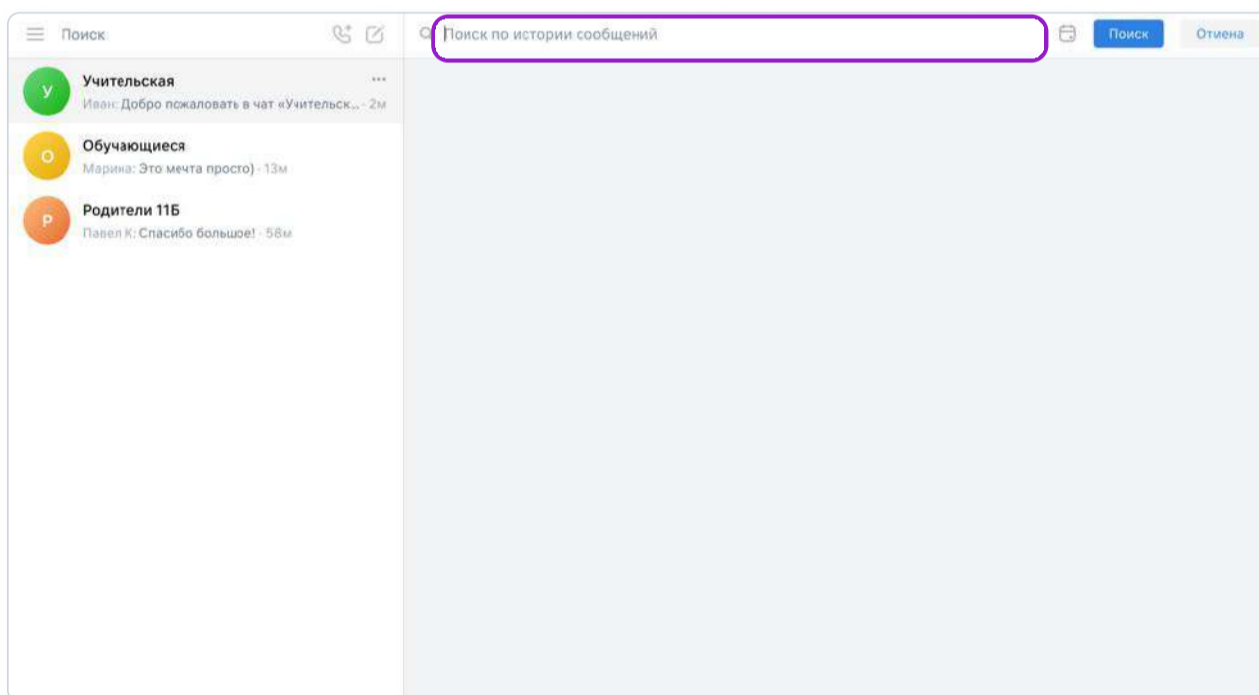 Поиск
Поиск по истории сообщений
Поиск
Отмена
У
Учительская
Иван: Добро пожаловать в чат «Учительск... · 2м
О
Обучающиеся
Марина: Это мечта просто) · 13м
Р
Родители 11Б
Павел К: Спасибо большое! · 58м